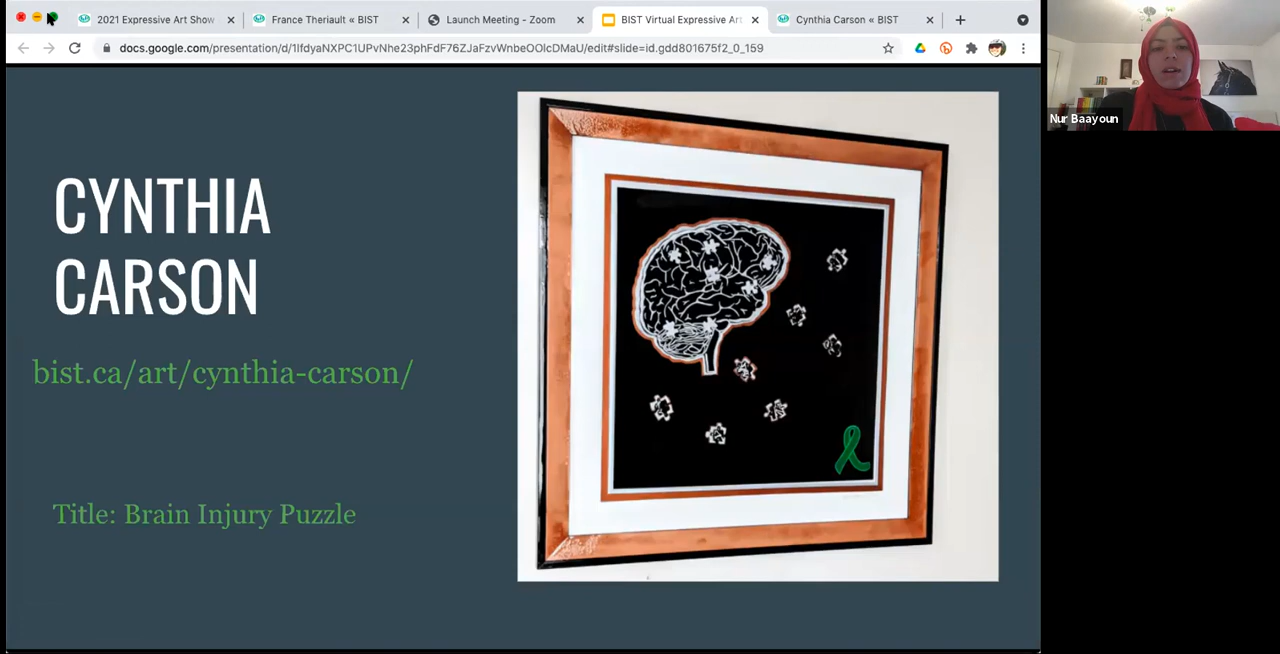 2021 Expressive Art Show
France Theriault « BIST
Launch Meeting - Zoom
BIST Virtual Expressive Art
Cynthia Carson « BIST
docs.google.com/presentation/d/1lfdyaNXPC1UPvNhe23phFdF76ZJaFzvWnbeOOlcDMaU/edit#slide=id.gdd801675f2_0_159
Nur Baayoun
CYNTHIA
CARSON
bist.ca/art/cynthia-carson/
Title: Brain Injury Puzzle